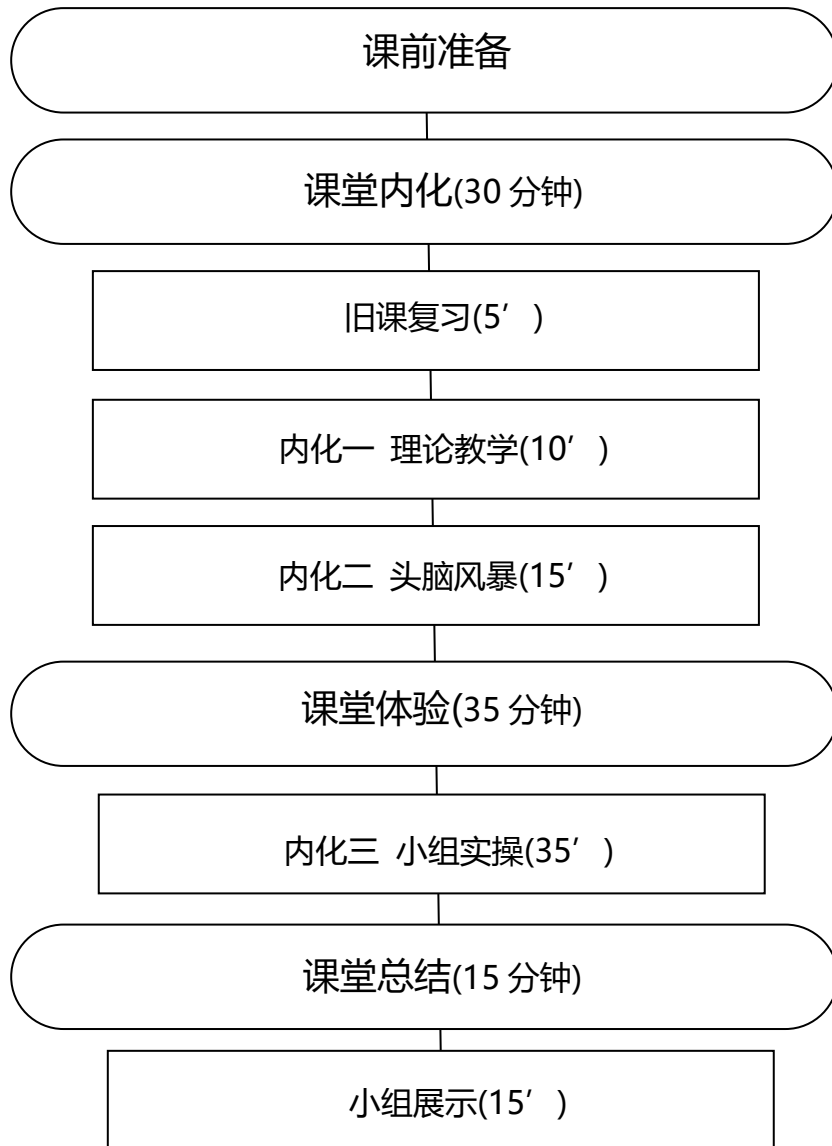 课前准备
课堂内化(30 分钟)
旧课复习(5′ )
内化一 理论教学(10′ )
内化二 头脑风暴(15′ )
课堂体验(35 分钟)
内化三 小组实操(35′ )
课堂总结(15 分钟)
小组展示(15′ )